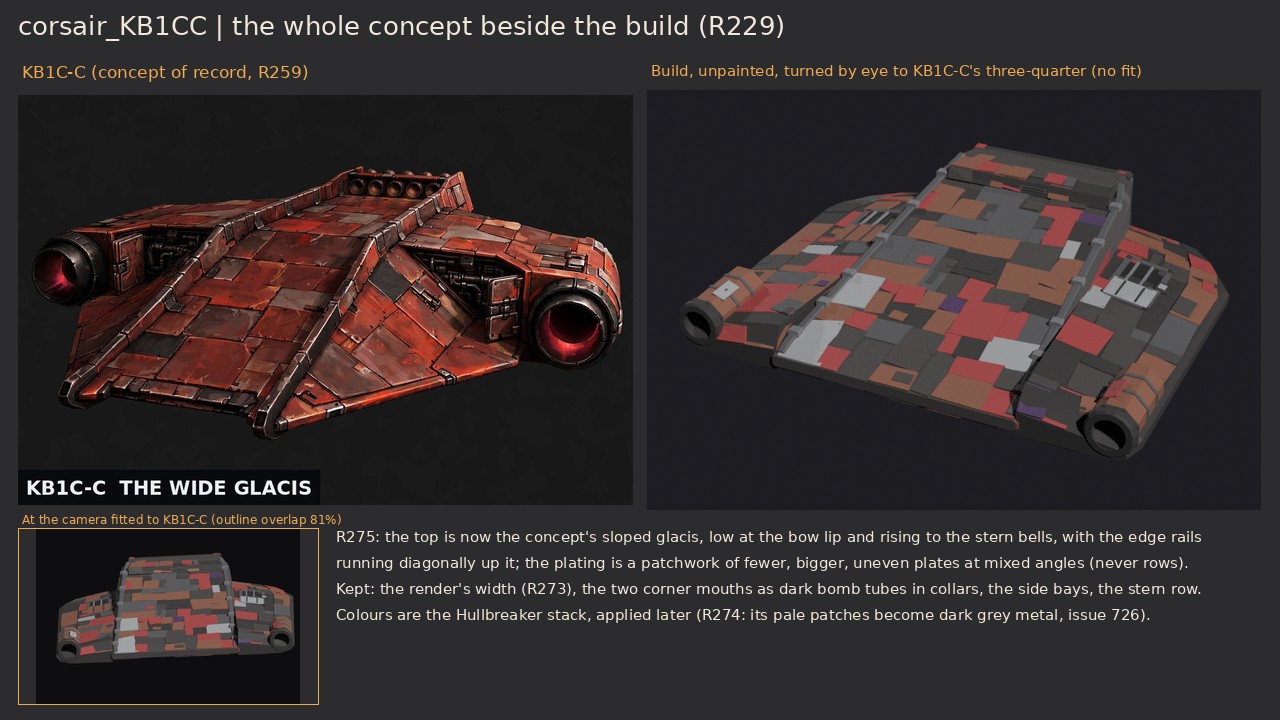 corsair_KB1CC | the whole concept beside the build (R229)
KB1C-C (concept of record, R259)
Build, unpainted, turned by eye to KB1C-C's three-quarter (no fit)
KB1C-C THE WIDE GLACIS
At the camera fitted to KB1C-C (outline overlap 81%)
R275: the top is now the concept's sloped glacis, low at the bow lip and rising to the stern bells, with the edge rails
running diagonally up it; the plating is a patchwork of fewer, bigger, uneven plates at mixed angles (never rows).
Kept: the render's width (R273), the two corner mouths as dark bomb tubes in collars, the side bays, the stern row.
Colours are the Hullbreaker stack, applied later (R274: its pale patches become dark grey metal, issue 726).